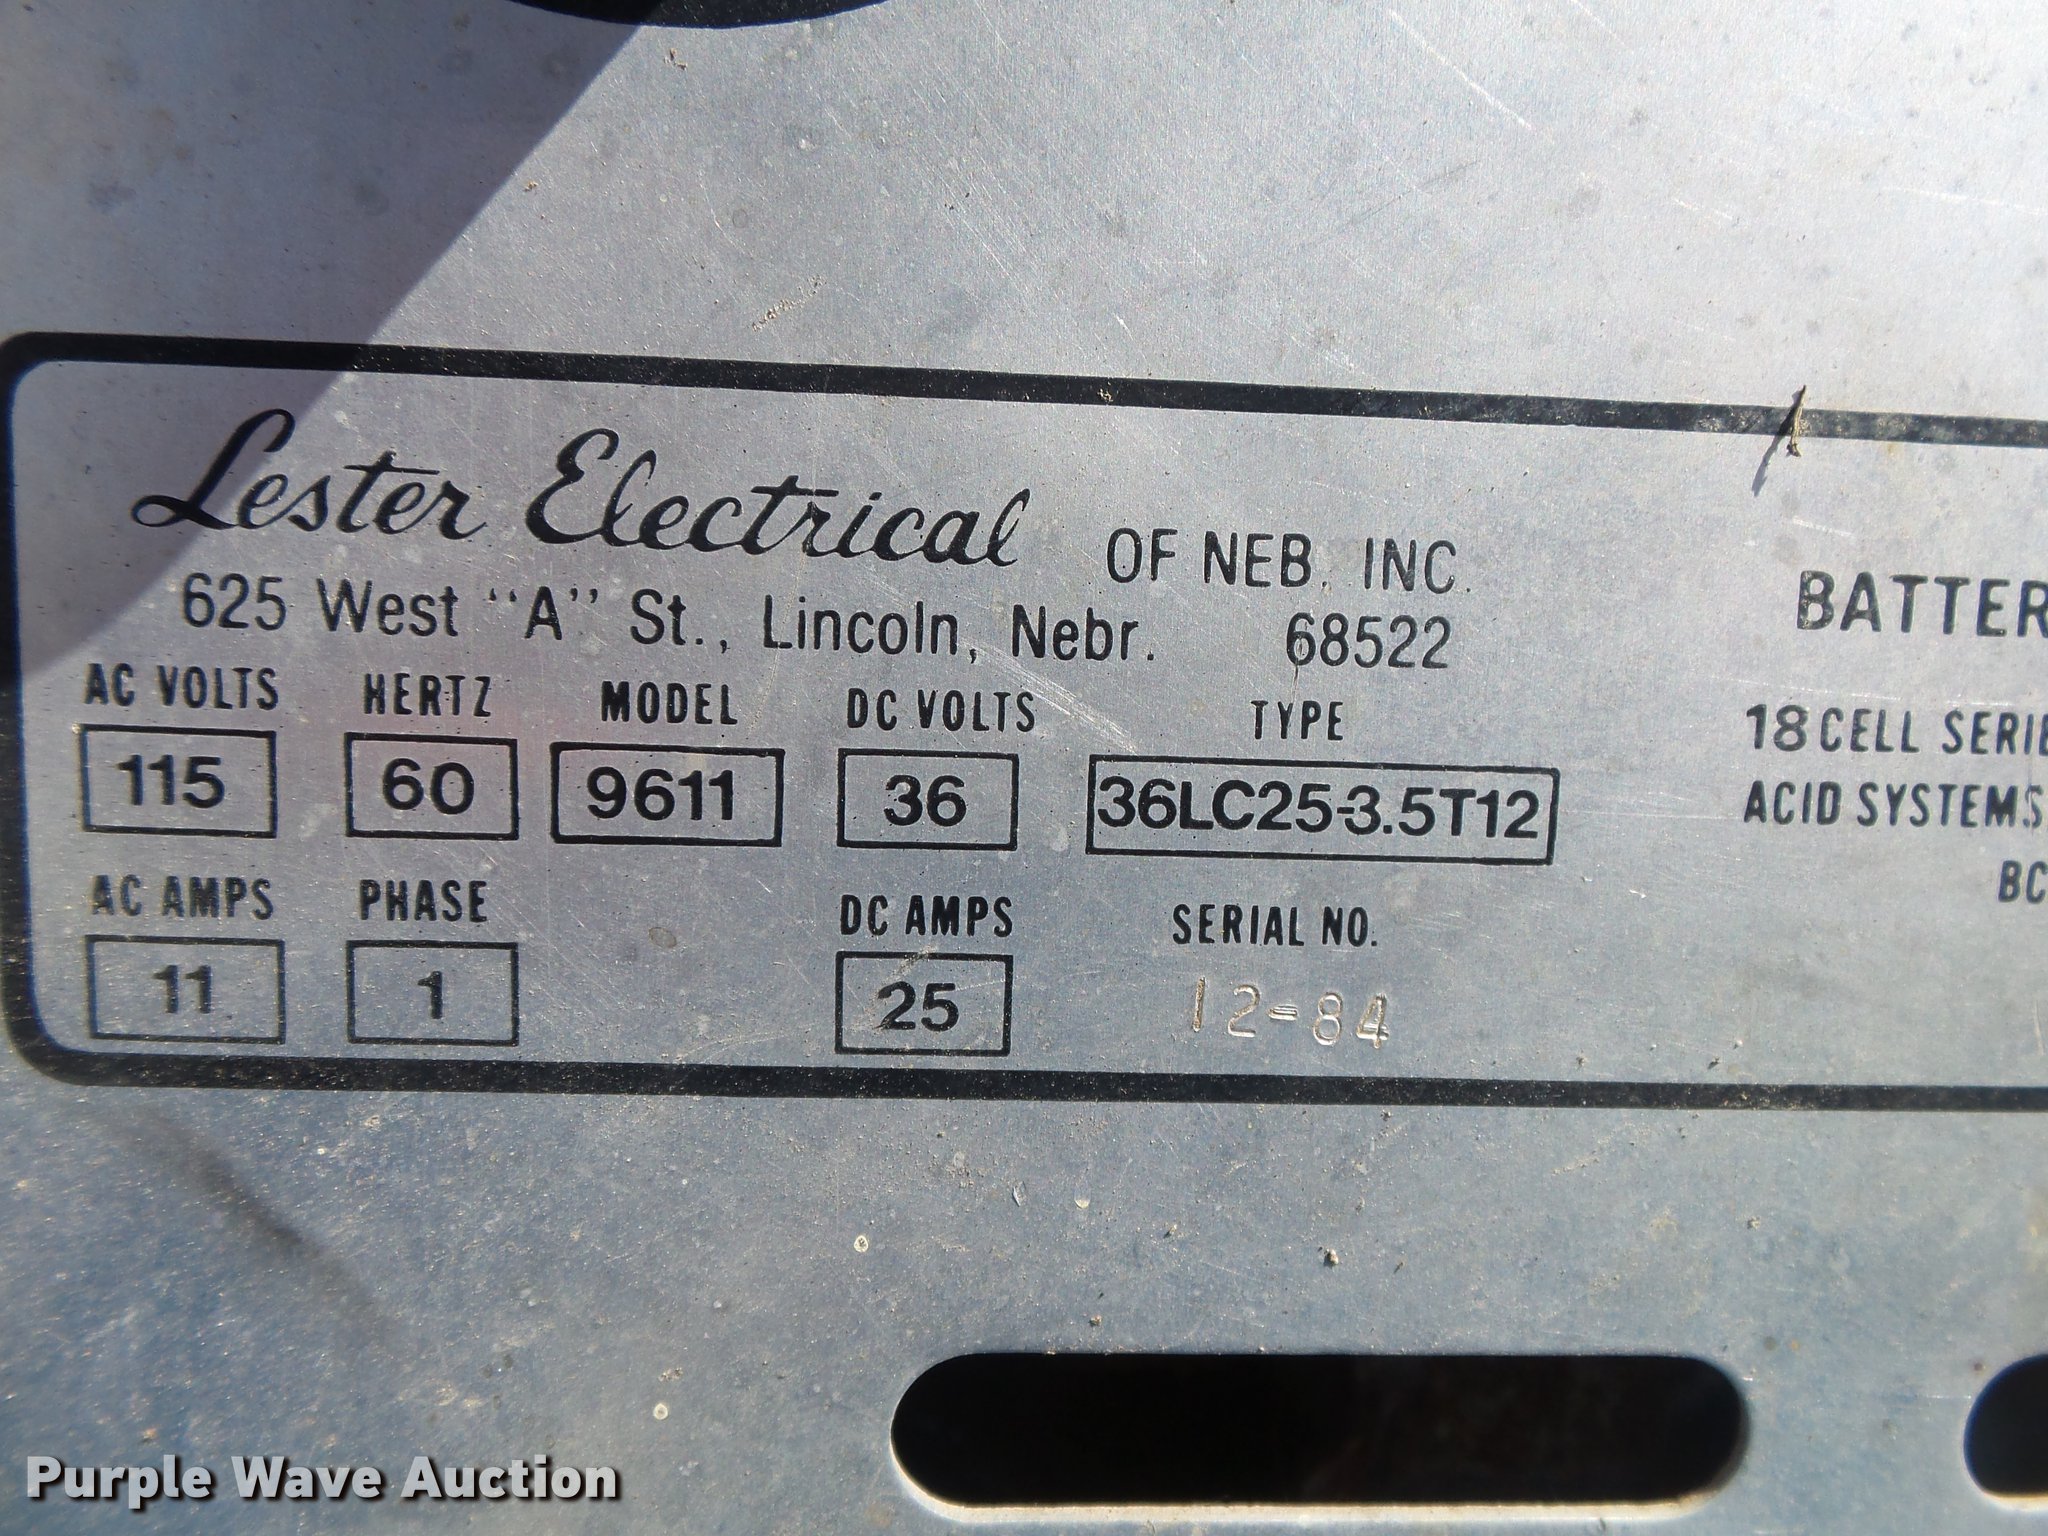 Lester Electrical OF NEB. INC.
625 West "A" St., Lincoln, Nebr. 68522
AC VOLTS HERTZ MODEL DC VOLTS TYPE
115 60 9611 36 36LC25-3.5T12
AC AMPS PHASE DC AMPS SERIAL NO.
11 1 25 12-84
BATTER
18 CELL SERIE
ACID SYSTEMS
BC
Purple Wave Auction